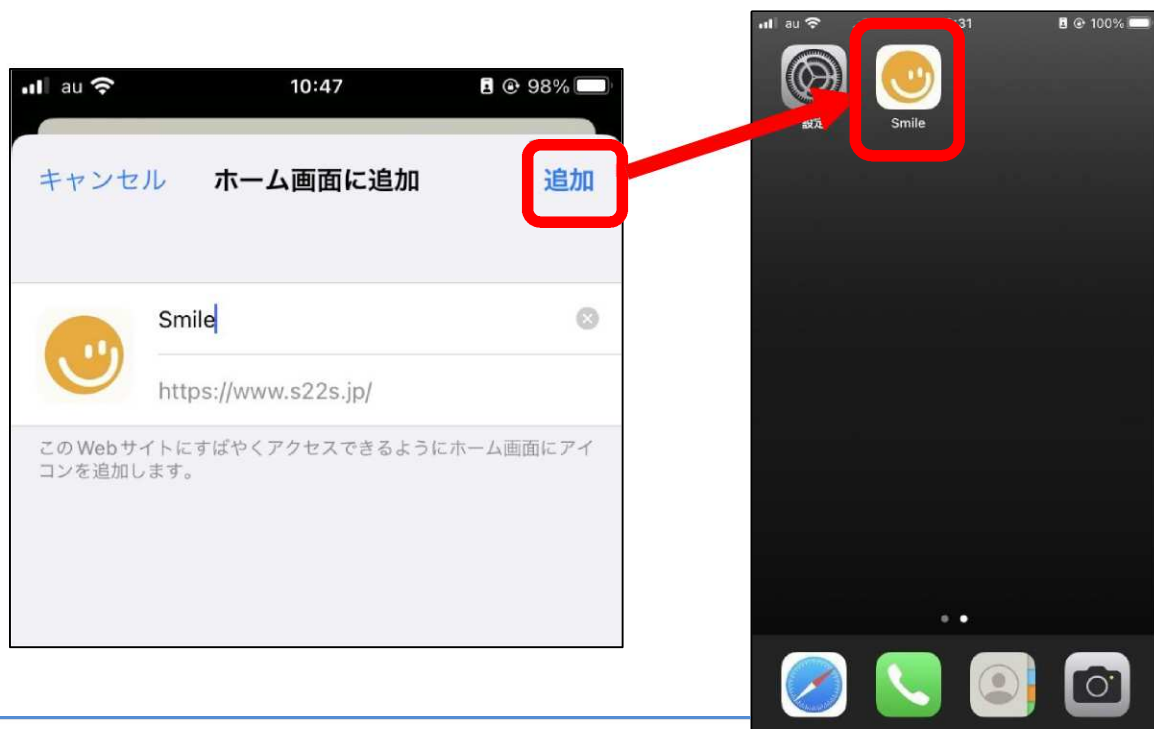 au 10:47 98%
キャンセル ホーム画面に追加 追加
Smile
https://www.s22s.jp/
このWebサイトにすばやくアクセスできるようにホーム画面にアイ
コンを追加します。
au 31 100%
設定 Smile